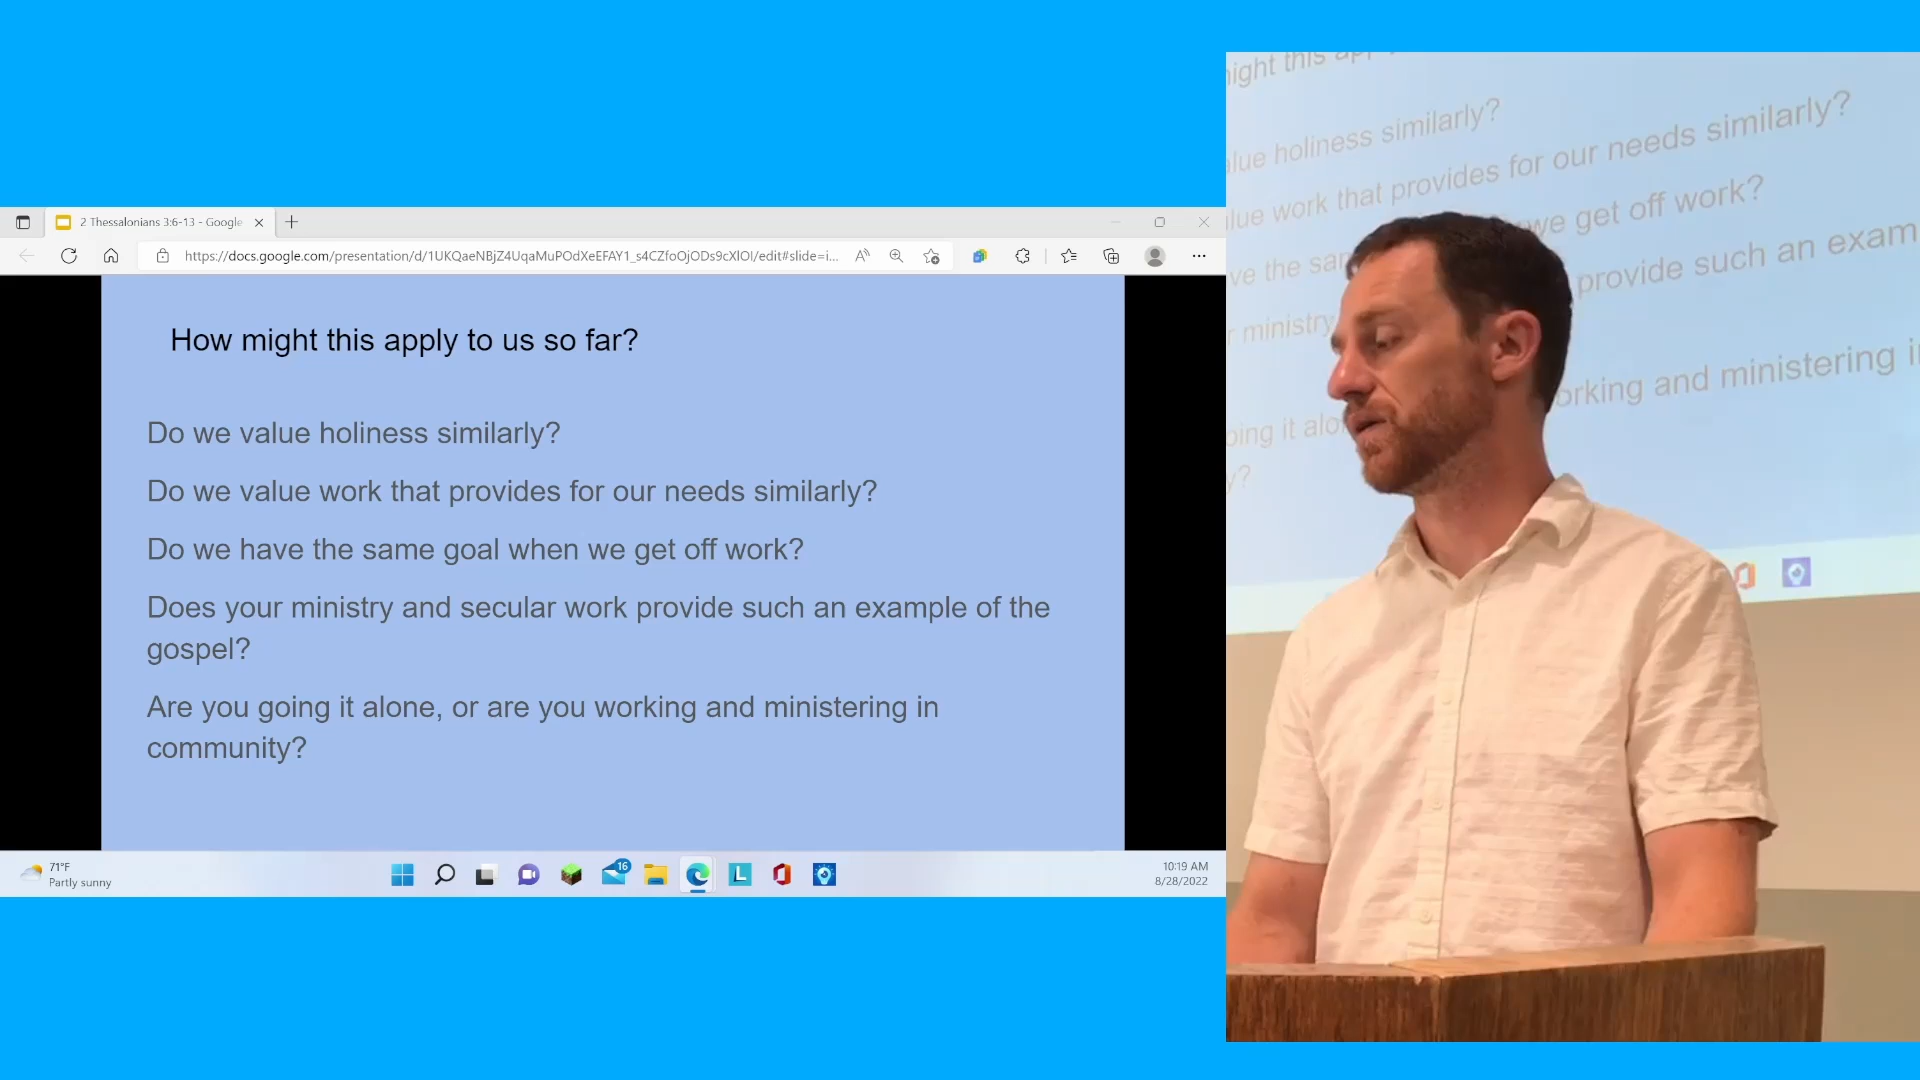 2 Thessalonians 3:6-13 - Google
https://docs.google.com/presentation/d/1UKQaeNBjZ4UqaMuPOdXeEFAY1_s4CZfoOjODs9cXlOI/edit#slide=i...
How might this apply to us so far?
Do we value holiness similarly?
Do we value work that provides for our needs similarly?
Do we have the same goal when we get off work?
Does your ministry and secular work provide such an example of the
gospel?
Are you going it alone, or are you working and ministering in
community?
71°F
Partly sunny
16
L
10:19 AM
8/28/2022
might this
holiness similarly?
work that provides for our needs similarly?
we get off work?
the
provide such an
ministry
and ministering
it